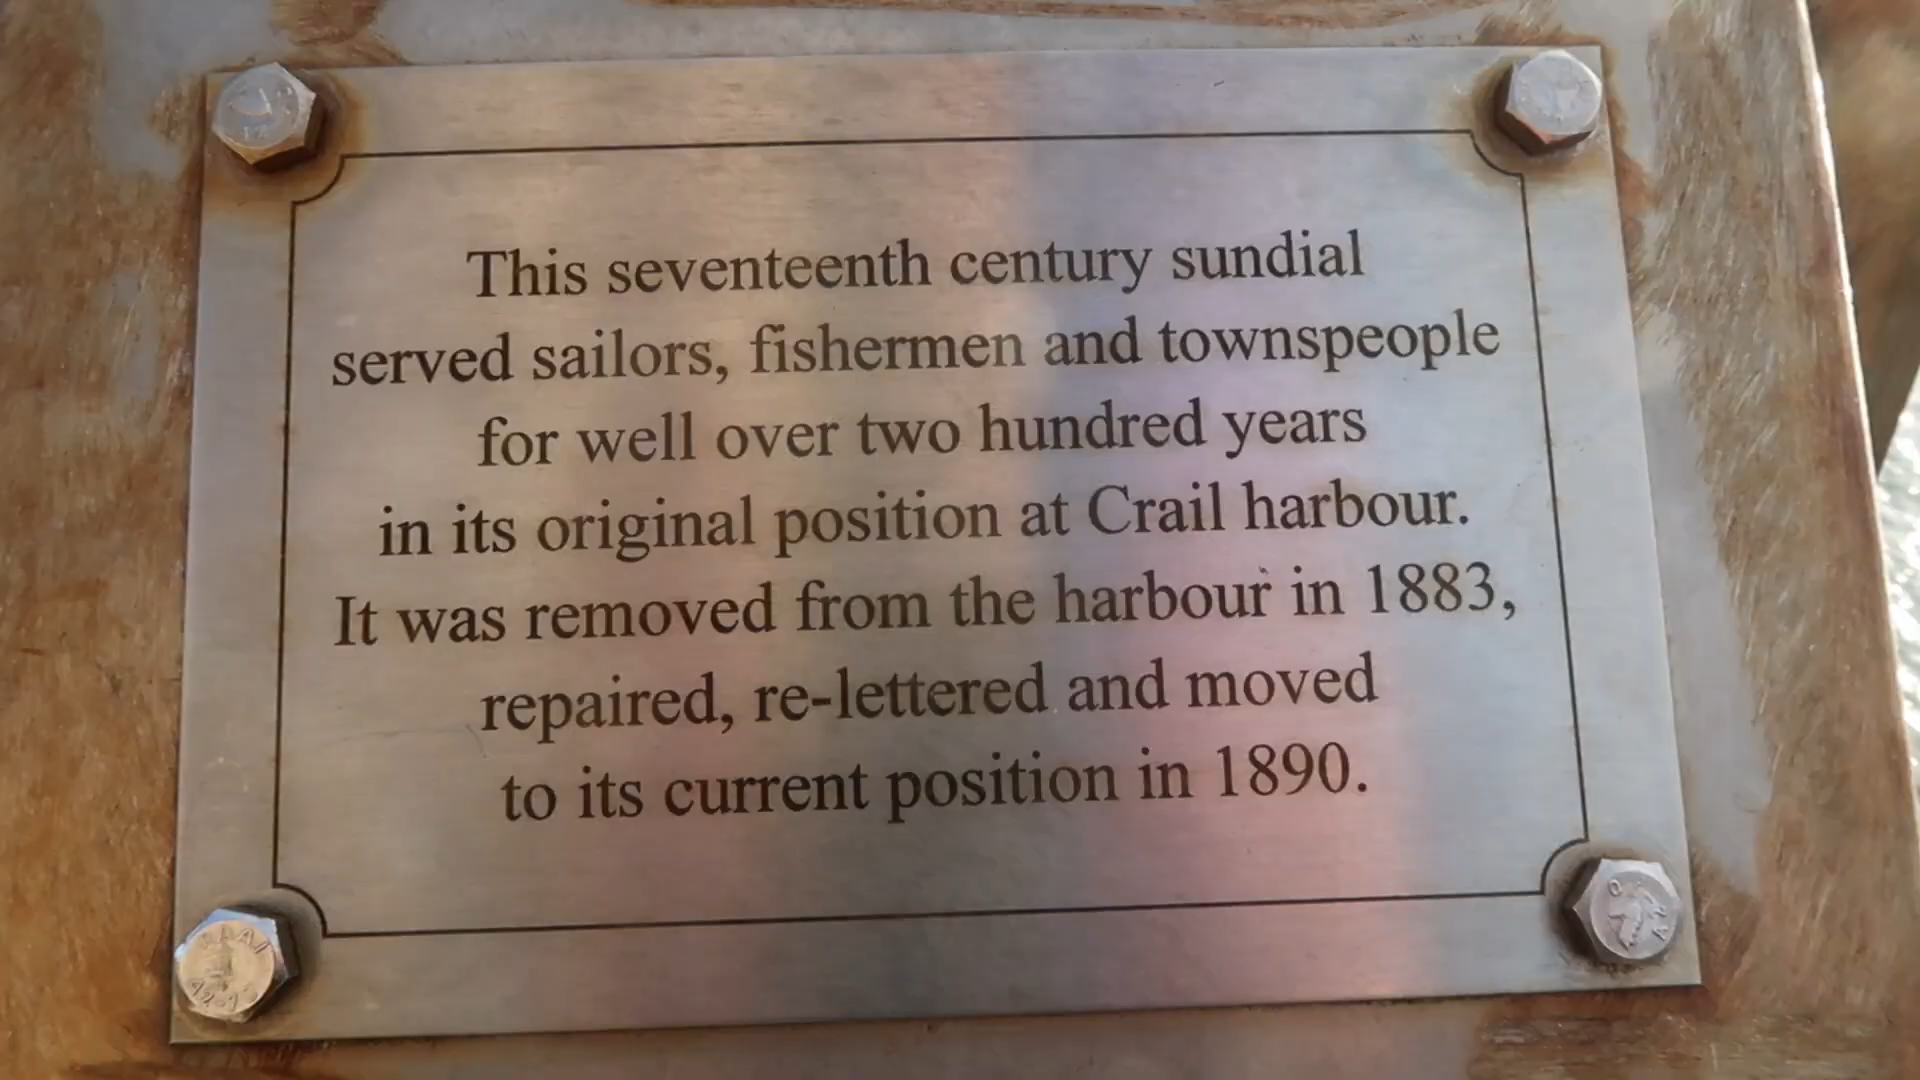 This seventeenth century sundial
served sailors, fishermen and townspeople
for well over two hundred years
in its original position at Crail harbour.
It was removed from the harbour in 1883,
repaired, re-lettered and moved
to its current position in 1890.